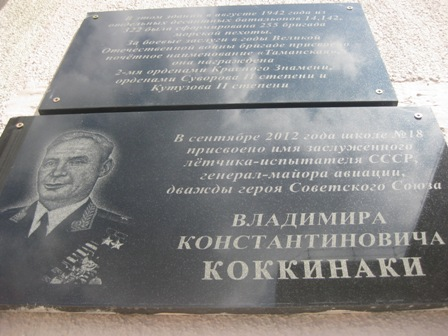 В этом здании в августе 1942 года из
отдельных десантных батальонов 14,142,
122 была сформирована 255 бригада
морской пехоты.
За боевые заслуги в годы Великой
Отечественной войны бригаде присвоено
почётное наименование «Таманская»,
она награждена
2-мя орденами Красного Знамени,
орденами Суворова II степени и
Кутузова II степени
В сентябре 2012 года школе №18
присвоено имя заслуженного
лётчика-испытателя СССР,
генерал-майора авиации,
дважды героя Советского Союза
ВЛАДИМИРА
КОНСТАНТИНОВИЧА
КОККИНАКИ